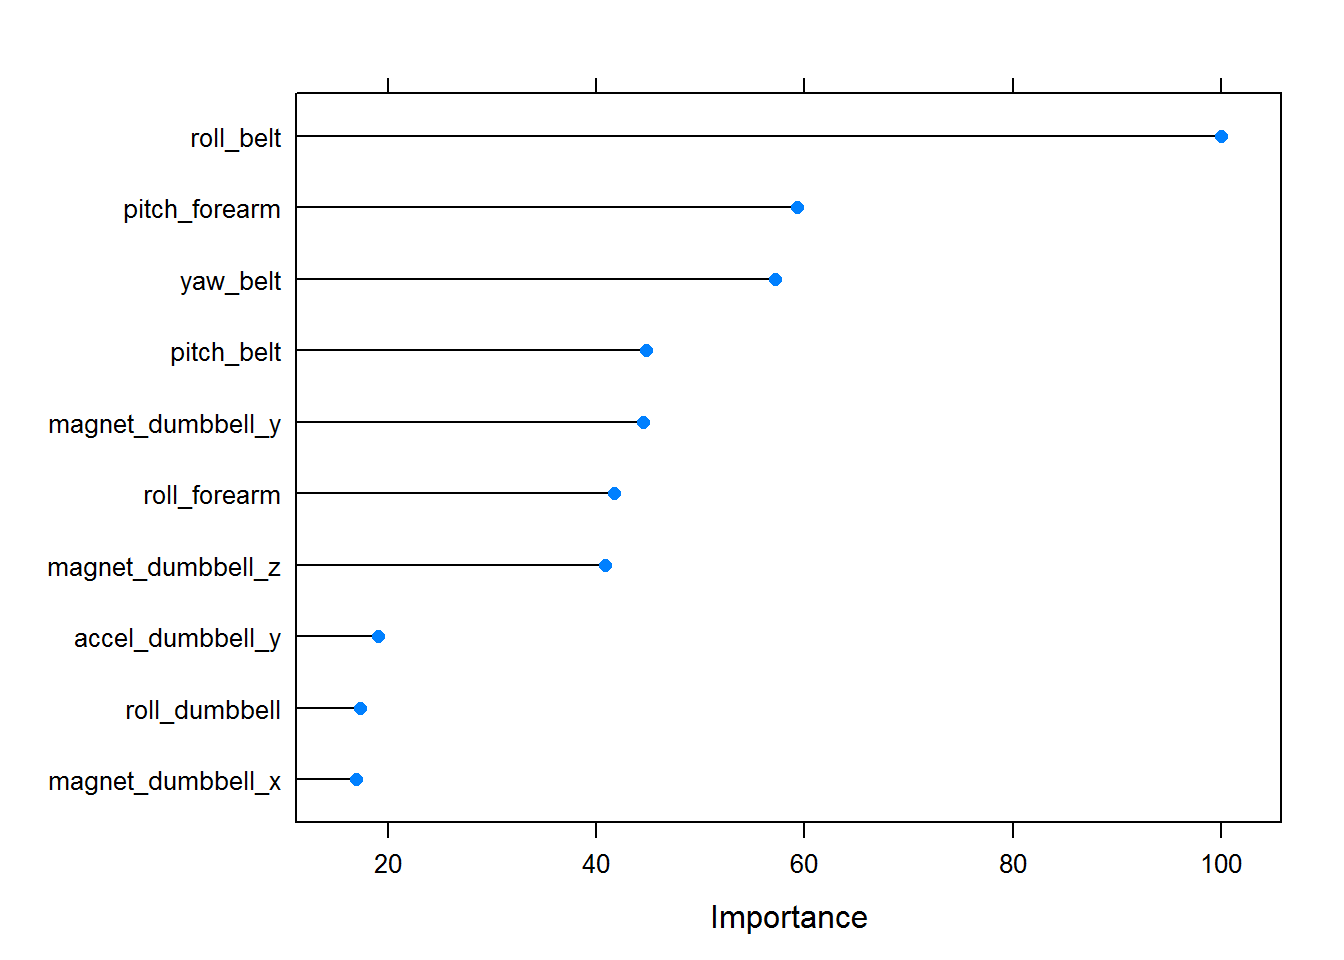 roll_belt
pitch_forearm
yaw_belt
pitch_belt
magnet_dumbbell_y
roll_forearm
magnet_dumbbell_z
accel_dumbbell_y
roll_dumbbell
magnet_dumbbell_x
20 40 60 80 100
Importance